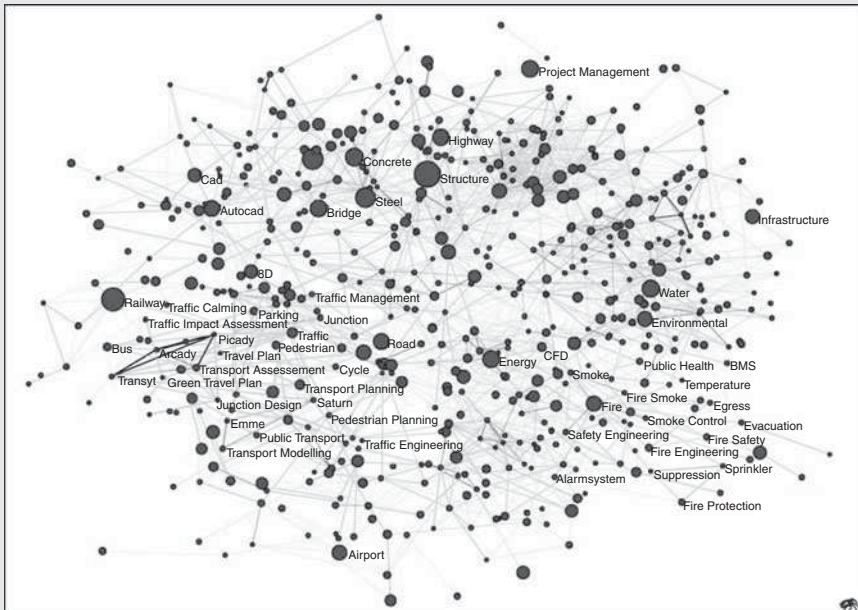 Project Management
Highway
Concrete
Structure
Cad
Steel
Autocad
Bridge
Infrastructure
8D
Water
Railway
Traffic Management
Traffic Calming
Parking
Junction
Traffic Impact Assessment
Environmental
Picady
Traffic
Bus
Arcady
Pedestrian
Road
Travel Plan
Energy
CFD
Public Health
BMS
Transport Assessement
Cycle
Smoke
Transyt
Green Travel Plan
Transport Planning
Temperature
Junction Design
Saturn
Fire
Fire Smoke
Egress
Emme
Pedestrian Planning
Smoke Control
Evacuation
Public Transport
Traffic Engineering
Safety Engineering
Fire Safety
Transport Modelling
Fire Engineering
Alarmsystem
Suppression
Sprinkler
Fire Protection
Airport